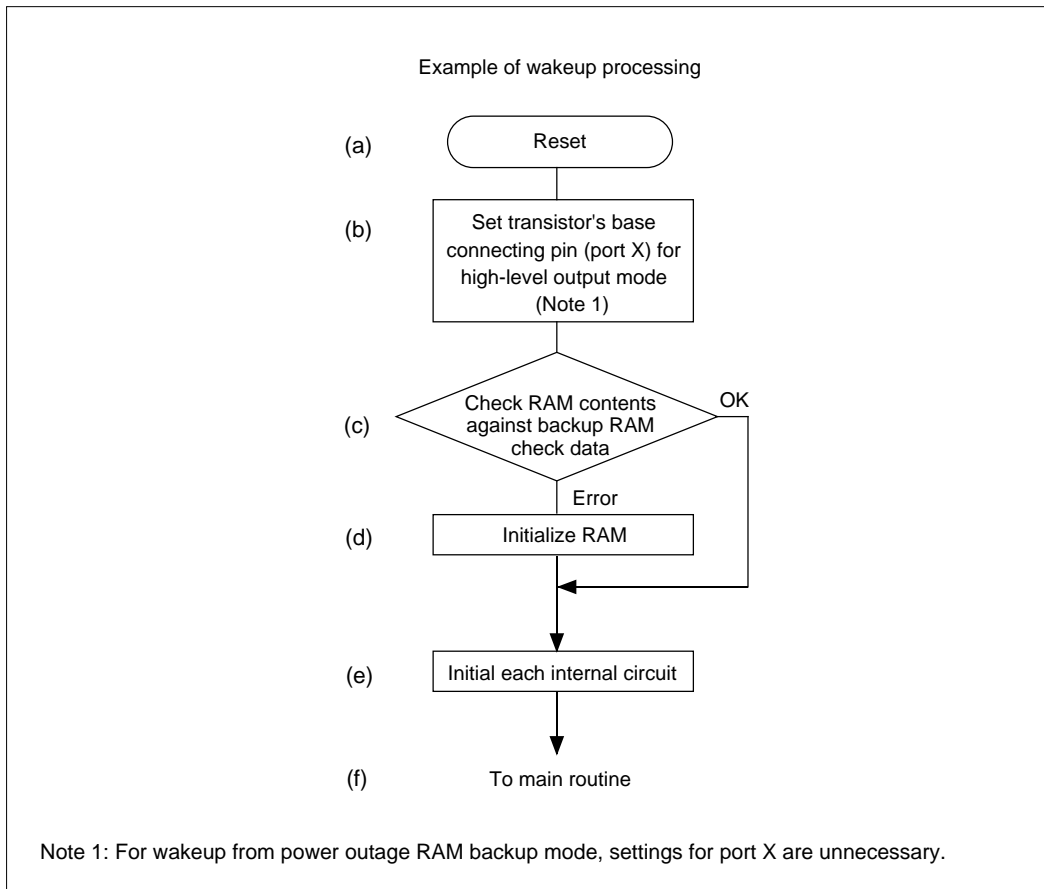 Example of wakeup processing
(a)
Reset
(b)
Set transistor's base
connecting pin (port X) for
high-level output mode
(Note 1)
(c)
Check RAM contents
against backup RAM
check data
OK
Error
(d)
Initialize RAM
(e)
Initial each internal circuit
(f)
To main routine
Note 1: For wakeup from power outage RAM backup mode, settings for port X are unnecessary.